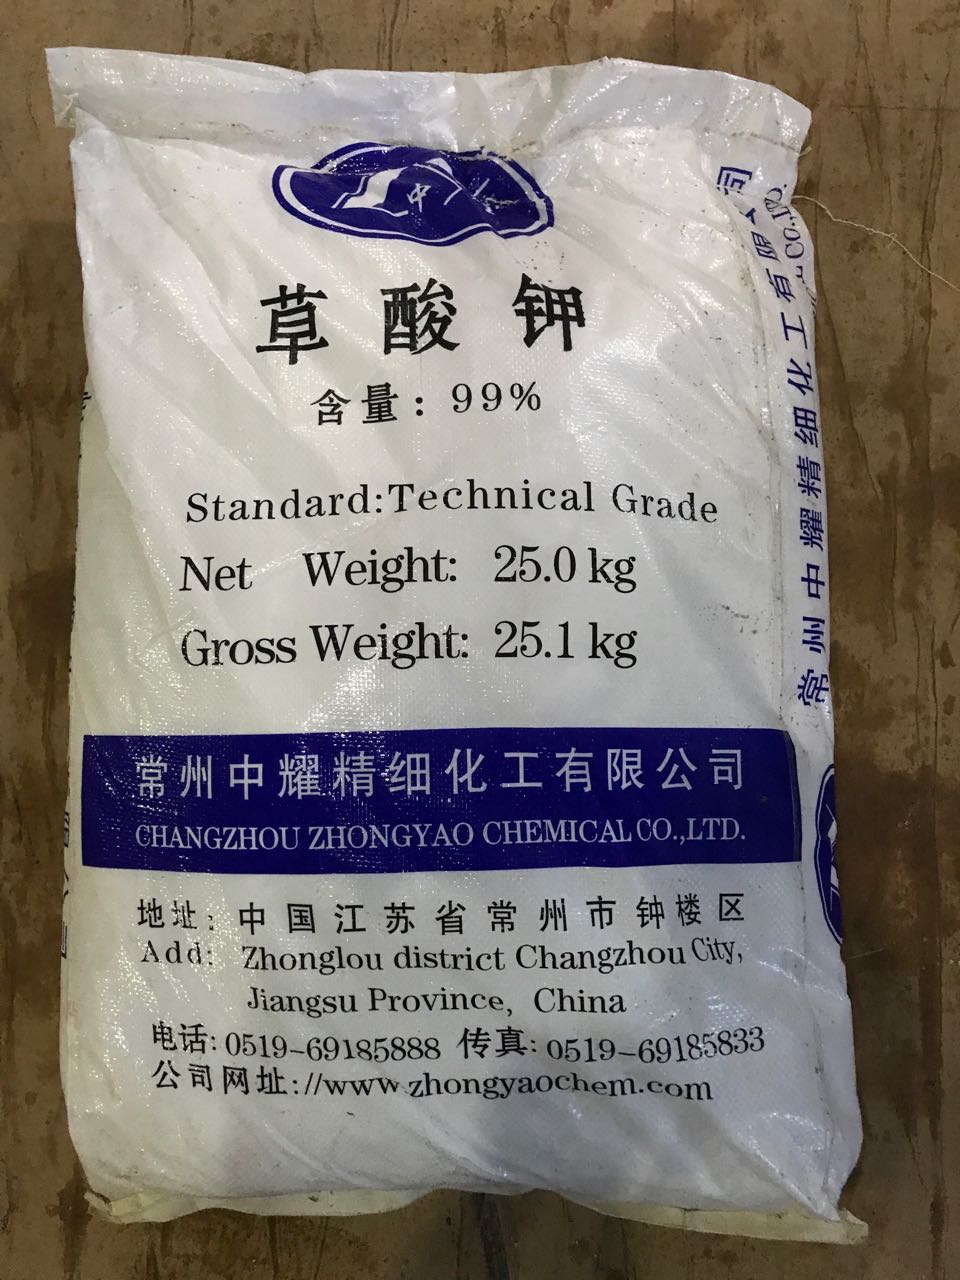 中
草酸钾
含量: 99%
Standard:Technical Grade
Net Weight: 25.0 kg
Gross Weight: 25.1 kg
常州中耀精细化工有限公司
CHANGZHOU ZHONGYAO CHEMICAL CO.,LTD.
地址: 中国江苏省常州市钟楼区
Add: Zhonglou district Changzhou City,
Jiangsu Province, China
电话: 0519-69185888 传真: 0519-69185833
公司网址://www.zhongyaochem.com
常州中耀精细化工有限公司
CO.,LTD.